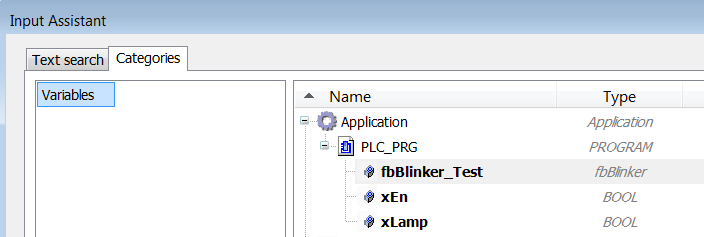 Input Assistant
Text search Categories
Variables
Name Type
Application Application
PLC_PRG PROGRAM
fbBlinker_Test fbBlinker
xEn BOOL
xLamp BOOL